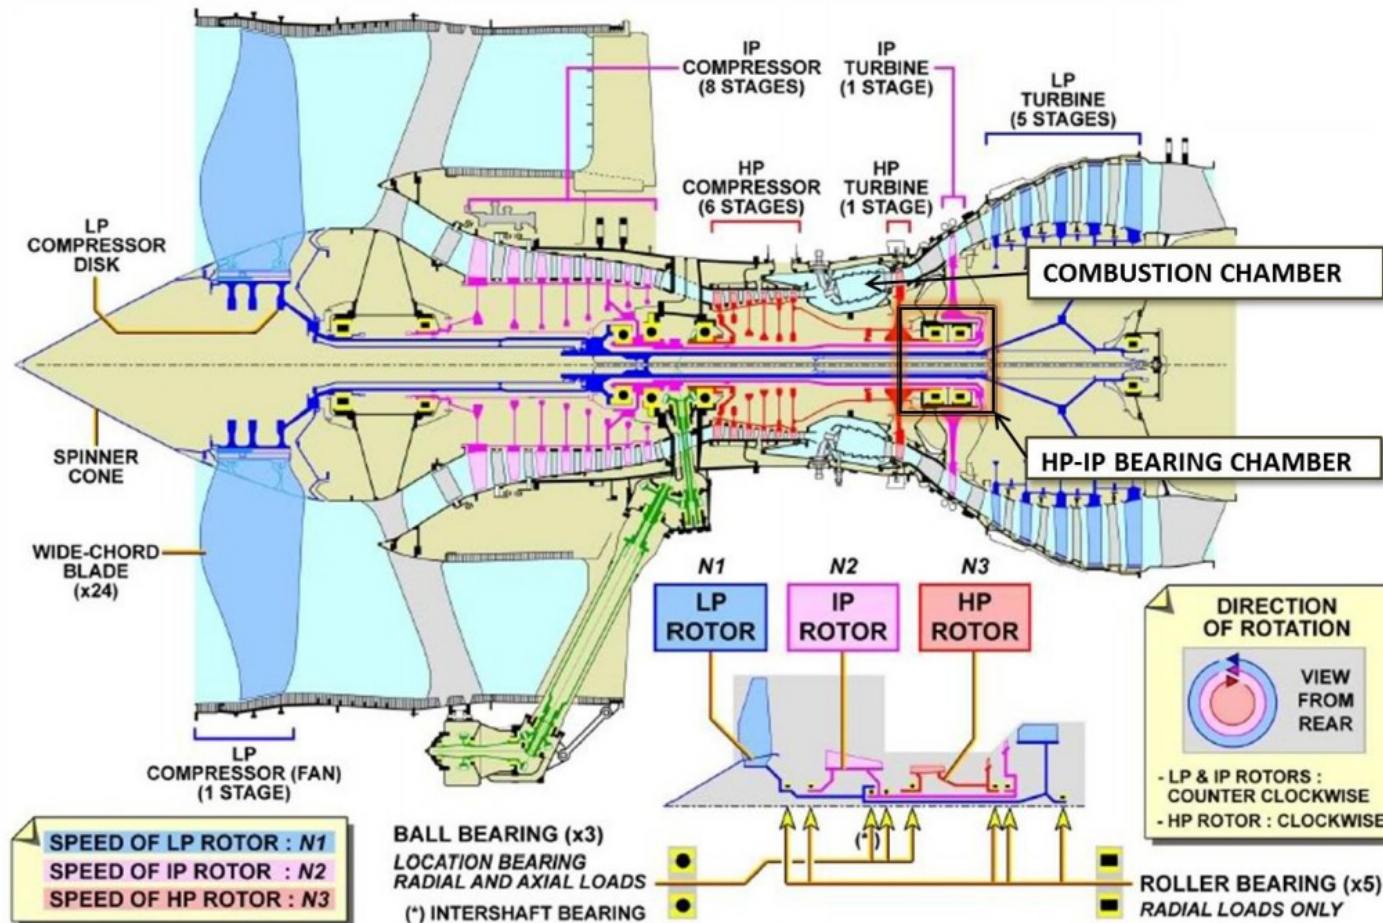 IP
COMPRESSOR
(8 STAGES)
IP
TURBINE
(1 STAGE)
LP
TURBINE
(5 STAGES)
HP
COMPRESSOR
(6 STAGES)
HP
TURBINE
(1 STAGE)
LP
COMPRESSOR
DISK
COMBUSTION CHAMBER
HP-IP BEARING CHAMBER
SPINNER
CONE
WIDE-CHORD
BLADE
(x24)
LP
COMPRESSOR (FAN)
(1 STAGE)
N1
N2
N3
LP
ROTOR
IP
ROTOR
HP
ROTOR
DIRECTION
OF ROTATION
VIEW
FROM
REAR
- LP & IP ROTORS :
COUNTER CLOCKWISE
- HP ROTOR : CLOCKWISE
SPEED OF LP ROTOR : N1
SPEED OF IP ROTOR : N2
SPEED OF HP ROTOR : N3
BALL BEARING (x3)
LOCATION BEARING
RADIAL AND AXIAL LOADS
(*) INTERSHAFT BEARING
(*)
ROLLER BEARING (x5)
RADIAL LOADS ONLY